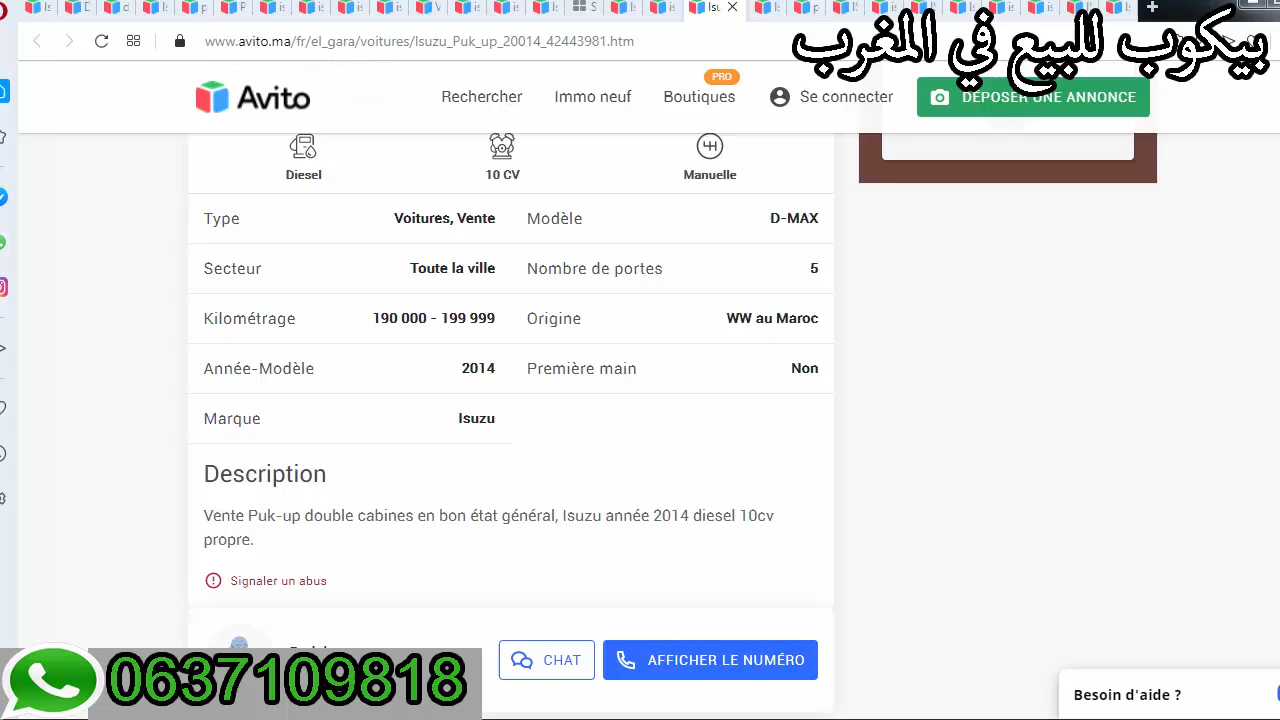 www.avito.ma/fr/el_gara/voitures/Isuzu_Puk_up_20014_42443981.htm
بيكوب للبيع في المغرب
Avito
Rechercher
Immo neuf
PRO
Boutiques
Se connecter
DÉPOSER UNE ANNONCE
Diesel
10 CV
Manuelle
Type Voitures, Vente
Modèle D-MAX
Secteur Toute la ville
Nombre de portes 5
Kilométrage 190 000 - 199 999
Origine WW au Maroc
Année-Modèle 2014
Première main Non
Marque Isuzu
Description
Vente Puk-up double cabines en bon état général, Isuzu année 2014 diesel 10cv
propre.
Signaler un abus
CHAT
AFFICHER LE NUMÉRO
0637109818
Besoin d'aide ?